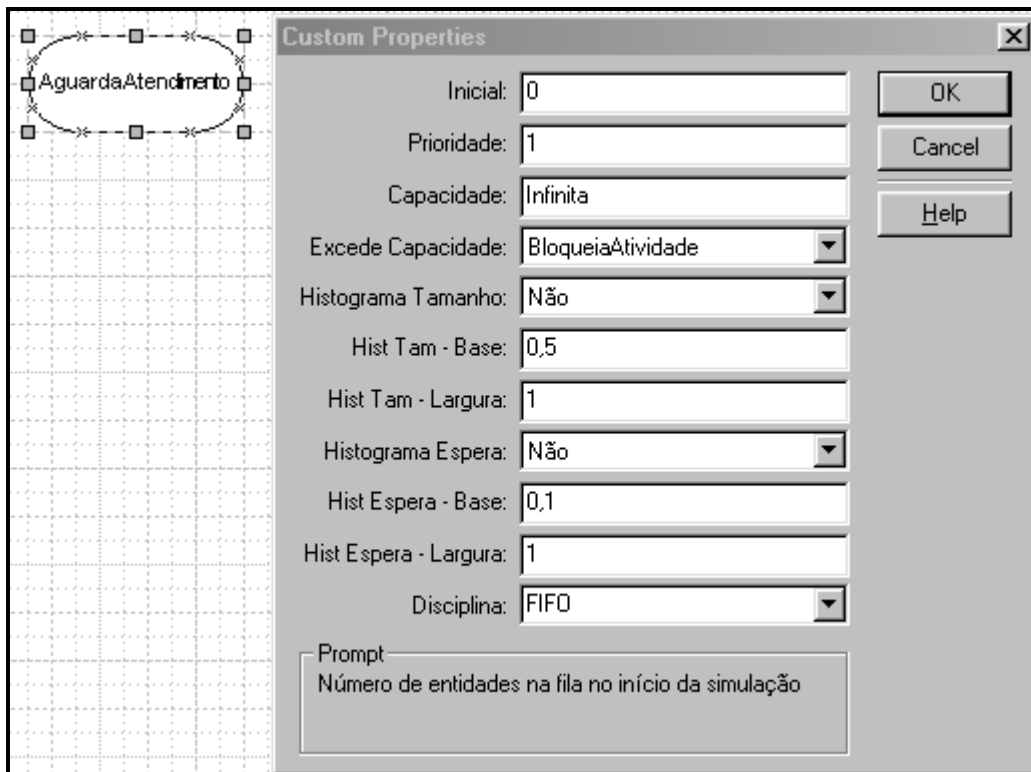 AguardaAtendimento
Custom Properties
Inicial: 0
OK
Prioridade: 1
Cancel
Capacidade: Infinita
Help
Excede Capacidade: BloqueiaAtividade
Histograma Tamanho: Não
Hist Tam - Base: 0,5
Hist Tam - Largura: 1
Histograma Espera: Não
Hist Espera - Base: 0,1
Hist Espera - Largura: 1
Disciplina: FIFO
Prompt
Número de entidades na fila no início da simulação